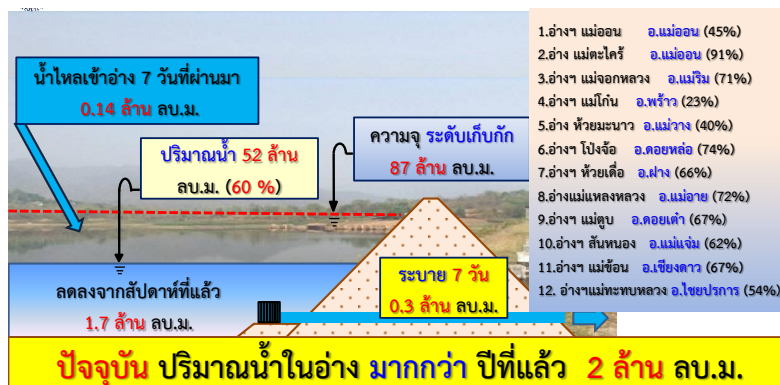 น้ำไหลเข้าอ่าง 7 วันที่ผ่านมา
0.14 ล้าน ลบ.ม.
ปริมาณน้ำ 52 ล้าน
ลบ.ม. (60 %)
ความจุ ระดับเก็บกัก
87 ล้าน ลบ.ม.
ลดลงจากสัปดาห์ที่แล้ว
1.7 ล้าน ลบ.ม.
ระบาย 7 วัน
0.3 ล้าน ลบ.ม.
1.อ่างฯ แม่ออน อ.แม่ออน (45%)
2.อ่าง แม่ตะไคร้ อ.แม่ออน (91%)
3.อ่างฯ แม่จอกหลวง อ.แม่ริม (71%)
4.อ่างฯ แม่โก๋น อ.พร้าว (23%)
5.อ่าง ห้วยมะนาว อ.แม่วาง (40%)
6.อ่างฯ โป่งจ้อ อ.ดอยหล่อ (74%)
7.อ่างฯ ห้วยเดื่อ อ.ฝาง (66%)
8.อ่างแม่แหลงหลวง อ.แม่อาย (72%)
9.อ่างฯ แม่ตูบ อ.ดอยเต๋า (67%)
10.อ่างฯ สันหนอง อ.แม่แจ่ม (62%)
11.อ่างฯ แม่ข้อน อ.เชียงดาว (67%)
12. อ่างฯแม่ทะทบหลวง อ.ไชยปราการ (54%)
ปัจจุบัน ปริมาณน้ำในอ่าง มากกว่า ปีที่แล้ว 2 ล้าน ลบ.ม.